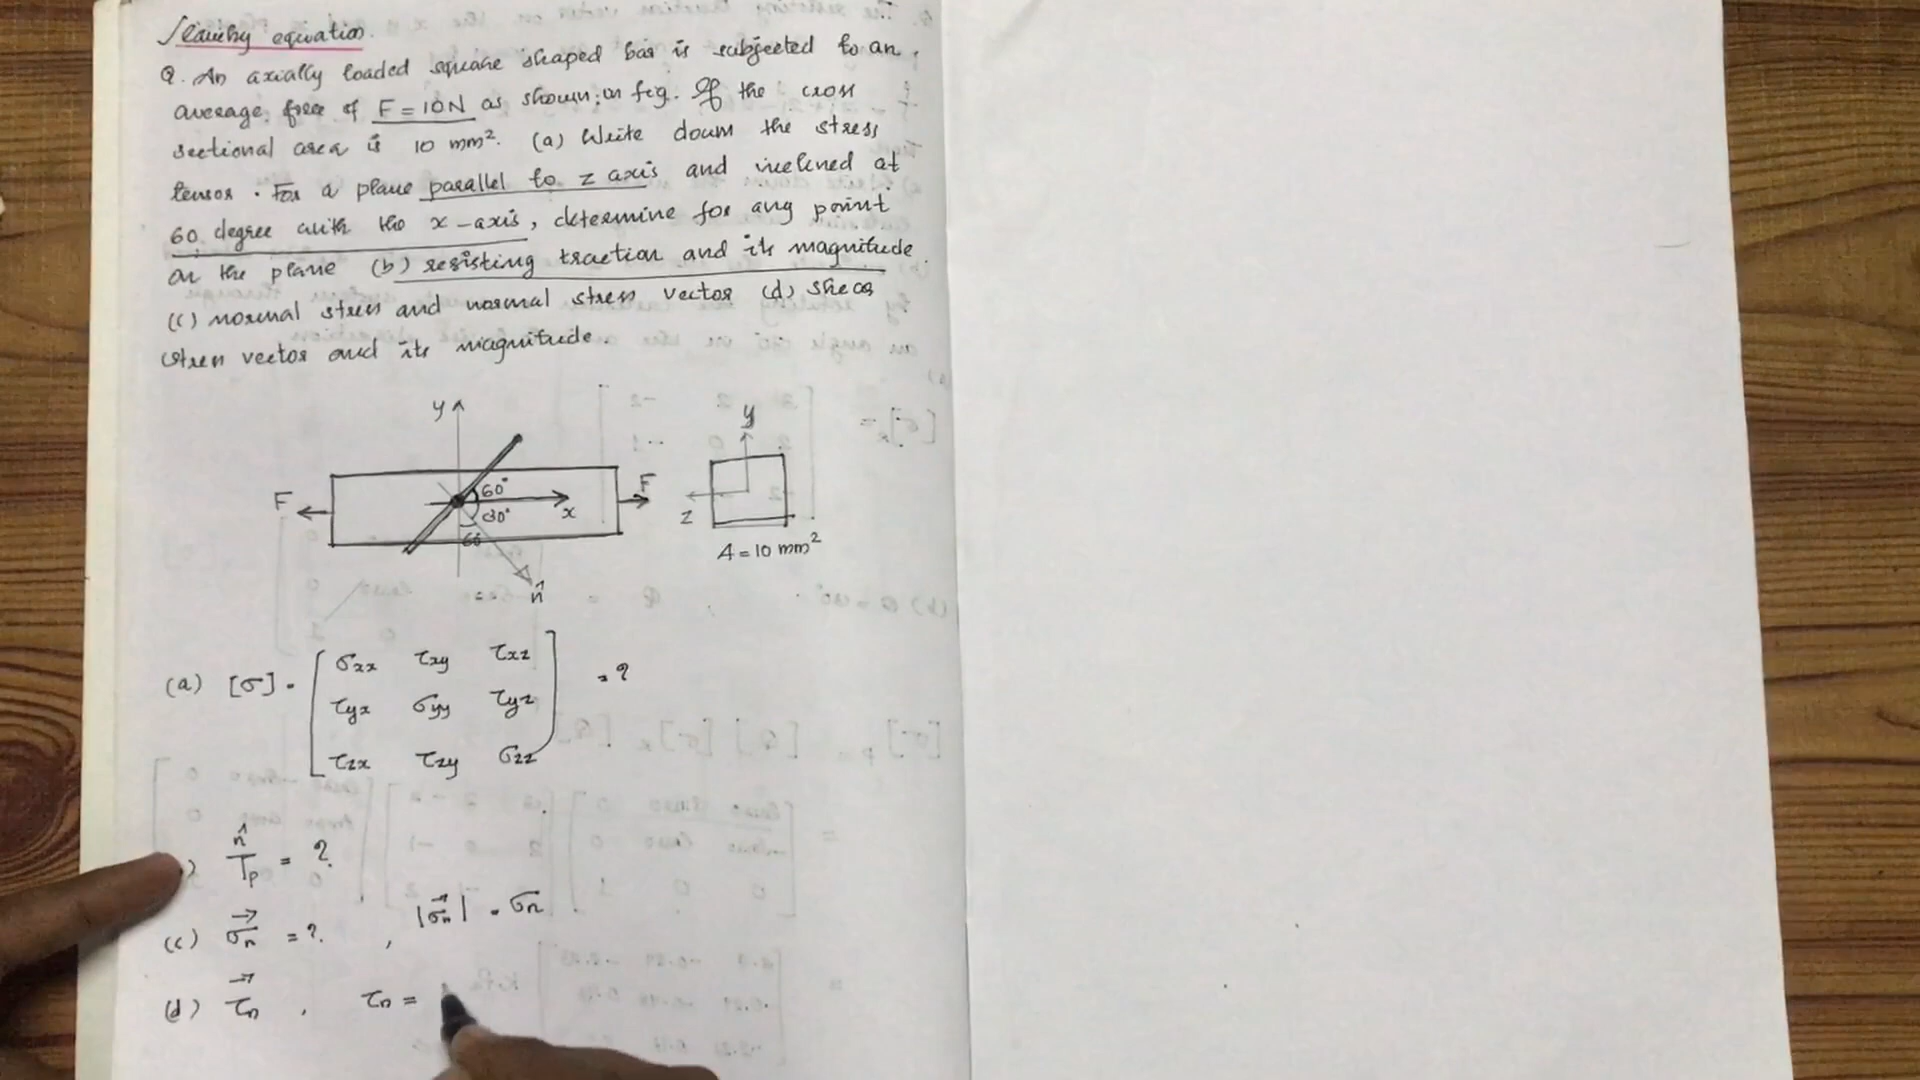 Cauchy equation.
Q. An axially loaded square shaped bar is subjected to an
average force of F = 10N as shown in fig. If the cross
sectional area is 10 mm². (a) Write down the stress
tensor. For a plane parallel to z axis and inclined at
60 degree with the x-axis, determine for any point
on the plane (b) resisting traction and its magnitude
(c) normal stress and normal stress vector (d) shear
stress vector and its magnitude.
y
y
F
60°
x
F
30°
60
z
n̂
A = 10 mm²
(a) [σ] = [ σxx τxy τxz
τyx σyy τyz
τzx τzy σzz ] = ?
) n̂ Tp = ?
(c) σn⃗ = ?. , |σn⃗| = σn
(d) τn⃗ , τn =